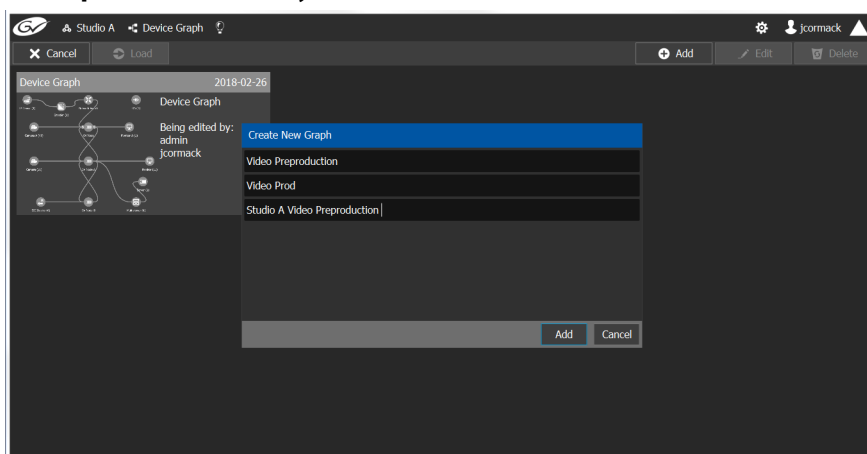 GV Studio A Device Graph jcormack
Cancel Load Add Edit Delete
Device Graph 2018-02-26
Device Graph
Being edited by:
admin
jcormack
Create New Graph
Video Preproduction
Video Prod
Studio A Video Preproduction
Add Cancel